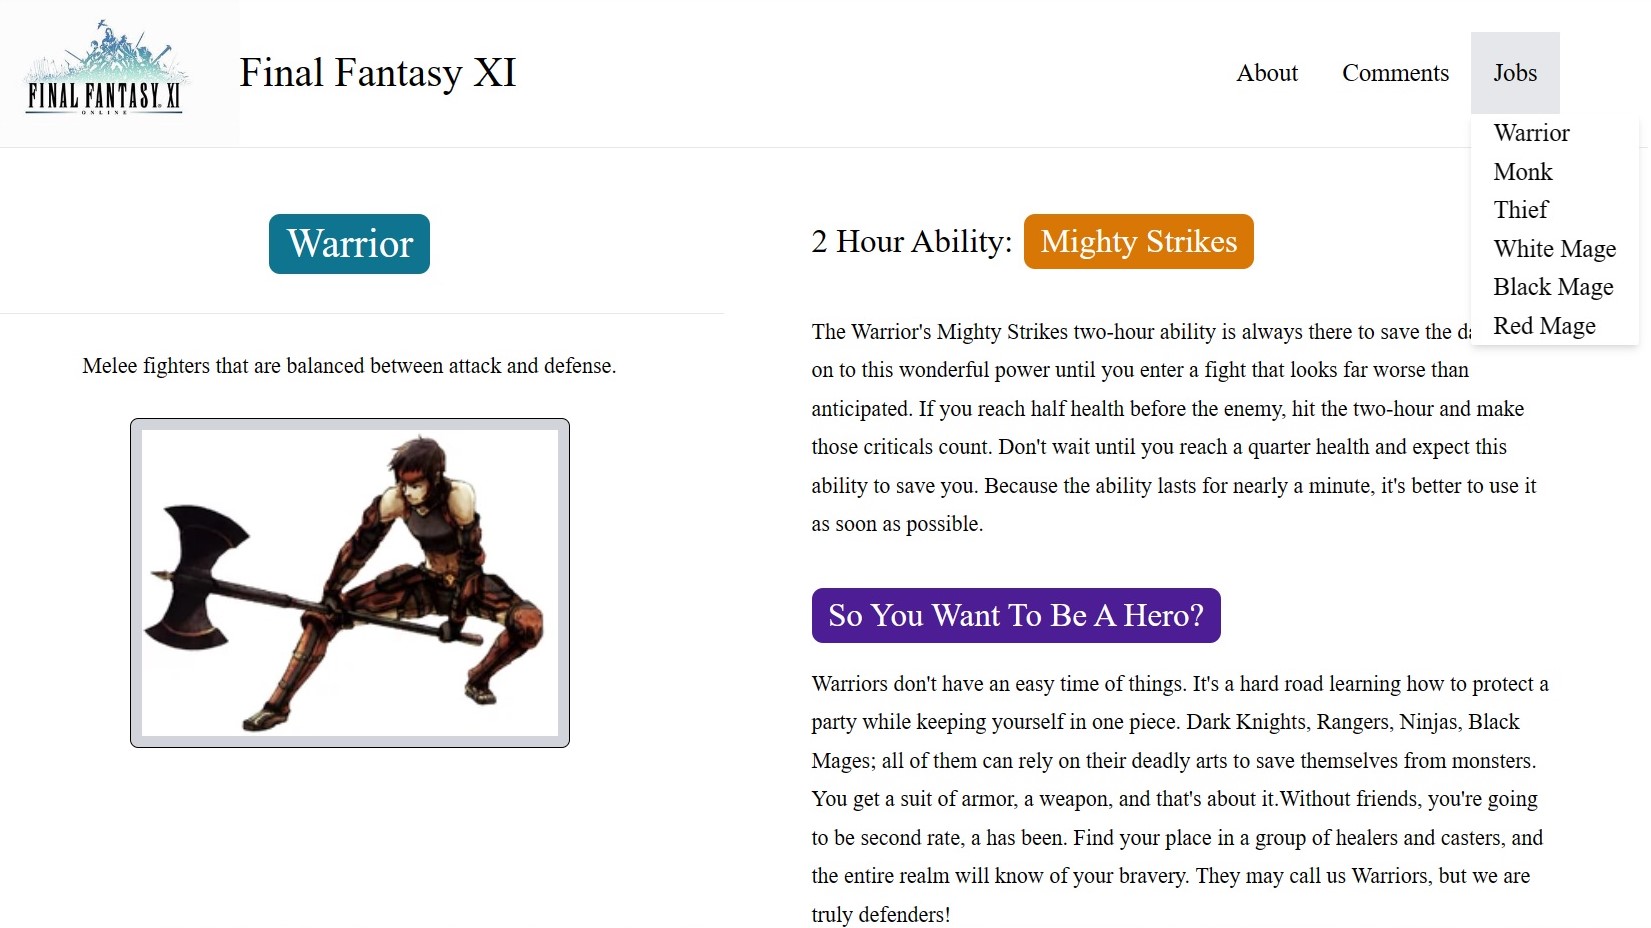 FINAL FANTASY XI
ONLINE
Final Fantasy XI
About
Comments
Jobs
Warrior
Monk
Thief
White Mage
Black Mage
Red Mage
Warrior
Melee fighters that are balanced between attack and defense.
2 Hour Ability: Mighty Strikes
The Warrior's Mighty Strikes two-hour ability is always there to save the
on to this wonderful power until you enter a fight that looks far worse than
anticipated. If you reach half health before the enemy, hit the two-hour and make
those criticals count. Don't wait until you reach a quarter health and expect this
ability to save you. Because the ability lasts for nearly a minute, it's better to use it
as soon as possible.
So You Want To Be A Hero?
Warriors don't have an easy time of things. It's a hard road learning how to protect a
party while keeping yourself in one piece. Dark Knights, Rangers, Ninjas, Black
Mages; all of them can rely on their deadly arts to save themselves from monsters.
You get a suit of armor, a weapon, and that's about it.Without friends, you're going
to be second rate, a has been. Find your place in a group of healers and casters, and
the entire realm will know of your bravery. They may call us Warriors, but we are
truly defenders!